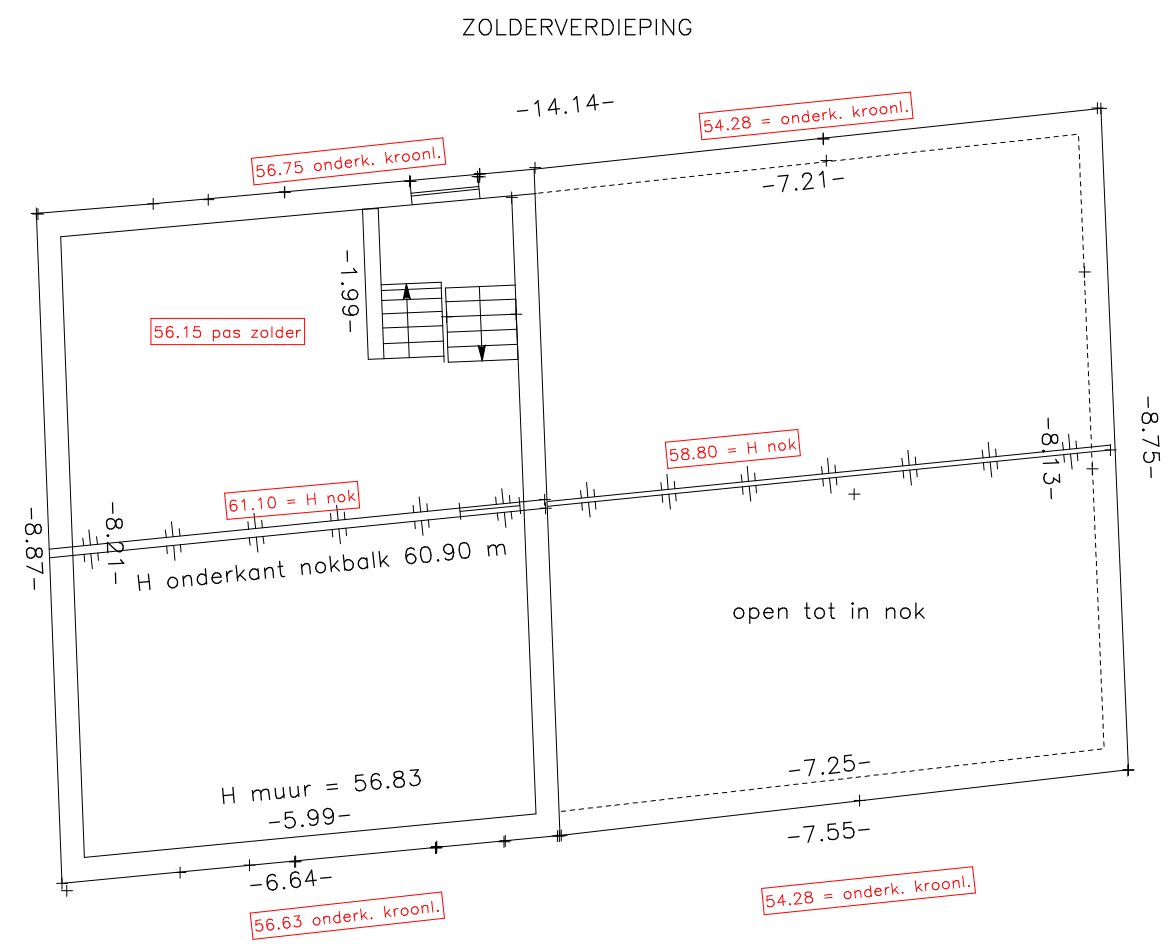 ZOLDERVERDIEPING
-14.14-
54.28 = onderk. kroonl.
56.75 onderk. kroonl.
-7.21-
-1.99-
56.15 pas zolder
58.80 = H nok
-8.13-
-8.75-
61.10 = H nok
-8.87-
-8.21-
H onderkant nokbalk 60.90 m
open tot in nok
-7.25-
H muur = 56.83
-5.99-
-7.55-
-6.64-
54.28 = onderk. kroonl.
56.63 onderk. kroonl.